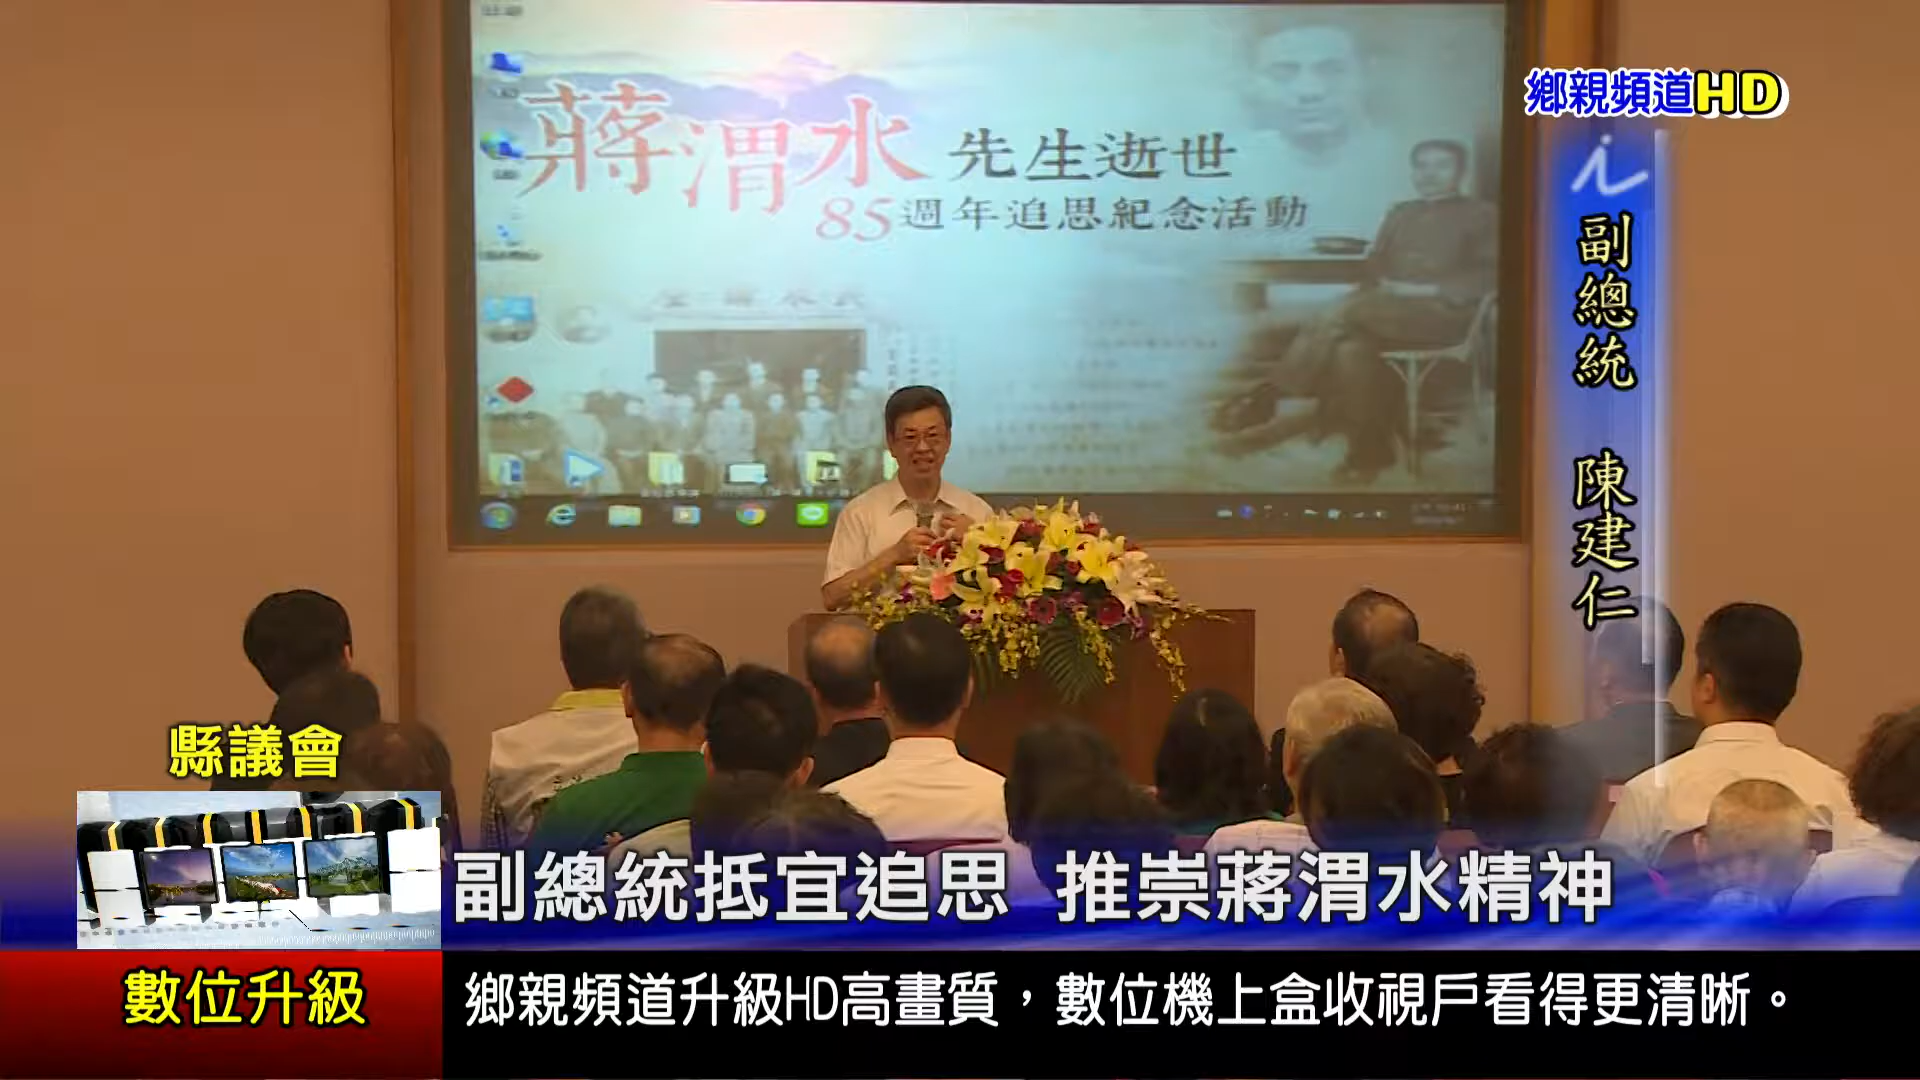 蔣渭水 先生逝世
85週年追思紀念活動
鄉親頻道HD
副總統 陳建仁
縣議會
副總統抵宜追思 推崇蔣渭水精神
數位升級
鄉親頻道升級HD高畫質，數位機上盒收視戶看得更清晰。